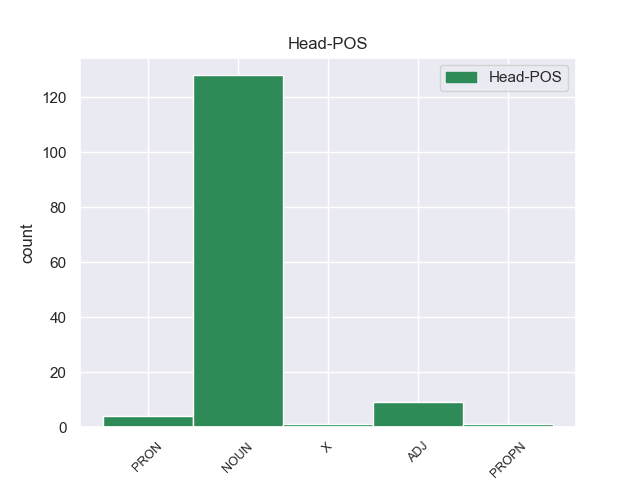 Head-POS
Head-POS
120
100
80
60
40
20
0
count
PRON
NOUN
X
ADJ
PROPN